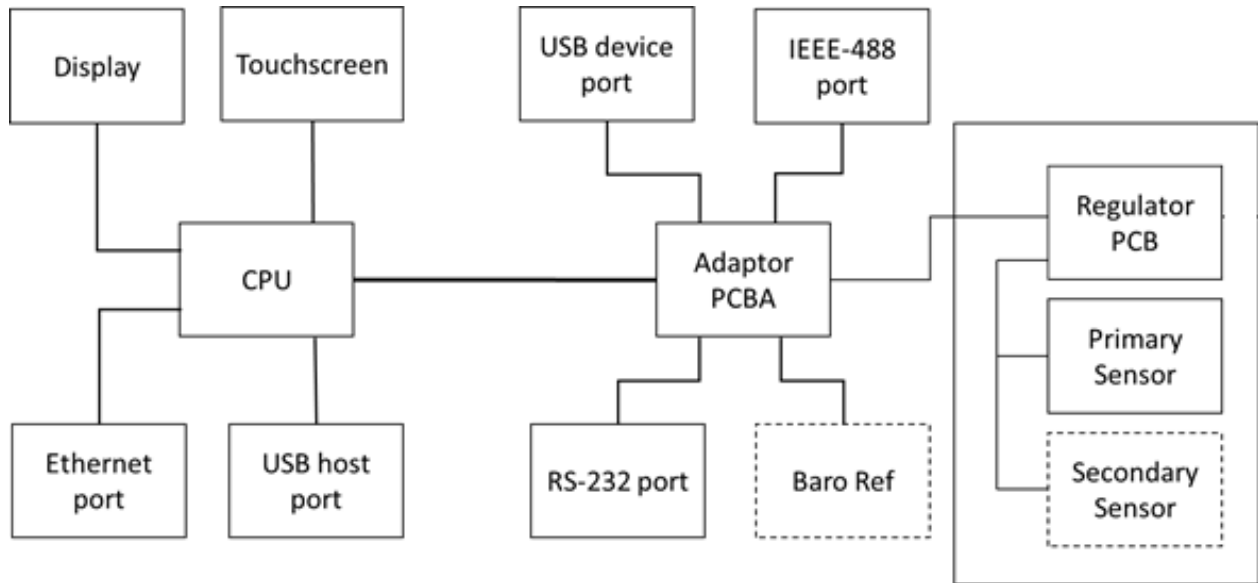 Display
Touchscreen
USB device
port
IEEE-488
port
Regulator
PCB
CPU
Adaptor
PCBA
Primary
Sensor
Ethernet
port
USB host
port
RS-232 port
Baro Ref
Secondary
Sensor